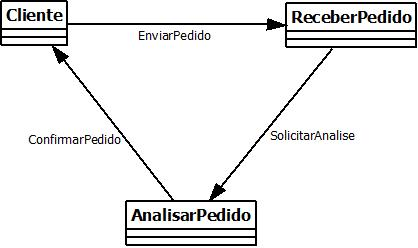 Cliente
ReceberPedido
EnviarPedido
ConfirmarPedido
SolicitarAnalise
AnalisarPedido